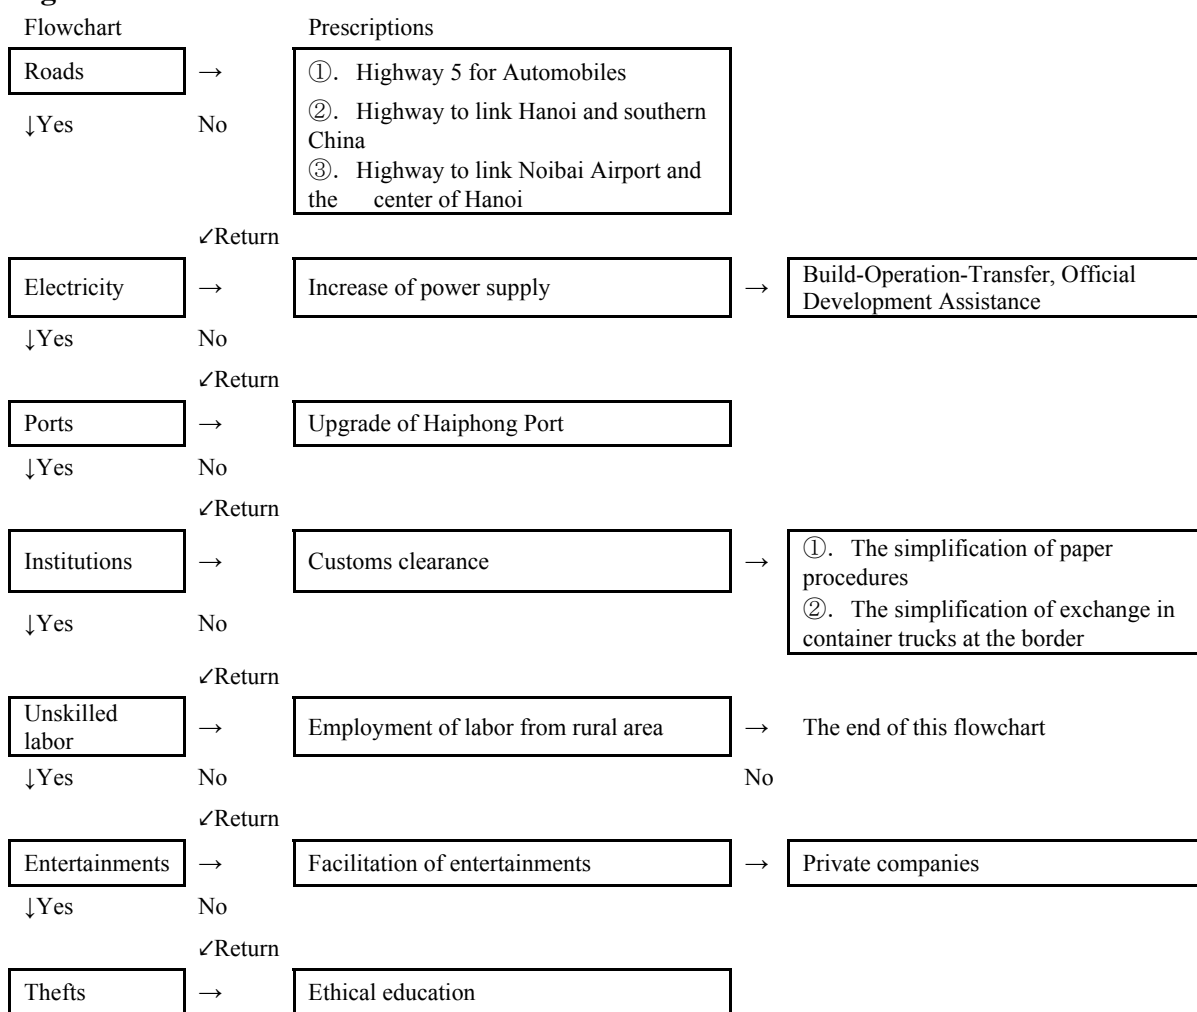 Flowchart Prescriptions
Roads → ①. Highway 5 for Automobiles
↓Yes No ②. Highway to link Hanoi and southern
China
③. Highway to link Noibai Airport and
the center of Hanoi
↙Return
Electricity → Increase of power supply → Build-Operation-Transfer, Official
Development Assistance
↓Yes No
↙Return
Ports → Upgrade of Haiphong Port
↓Yes No
↙Return
Institutions → Customs clearance → ①. The simplification of paper
procedures
↓Yes No ②. The simplification of exchange in
container trucks at the border
↙Return
Unskilled
labor → Employment of labor from rural area → The end of this flowchart
↓Yes No No
↙Return
Entertainments → Facilitation of entertainments → Private companies
↓Yes No
↙Return
Thefts → Ethical education